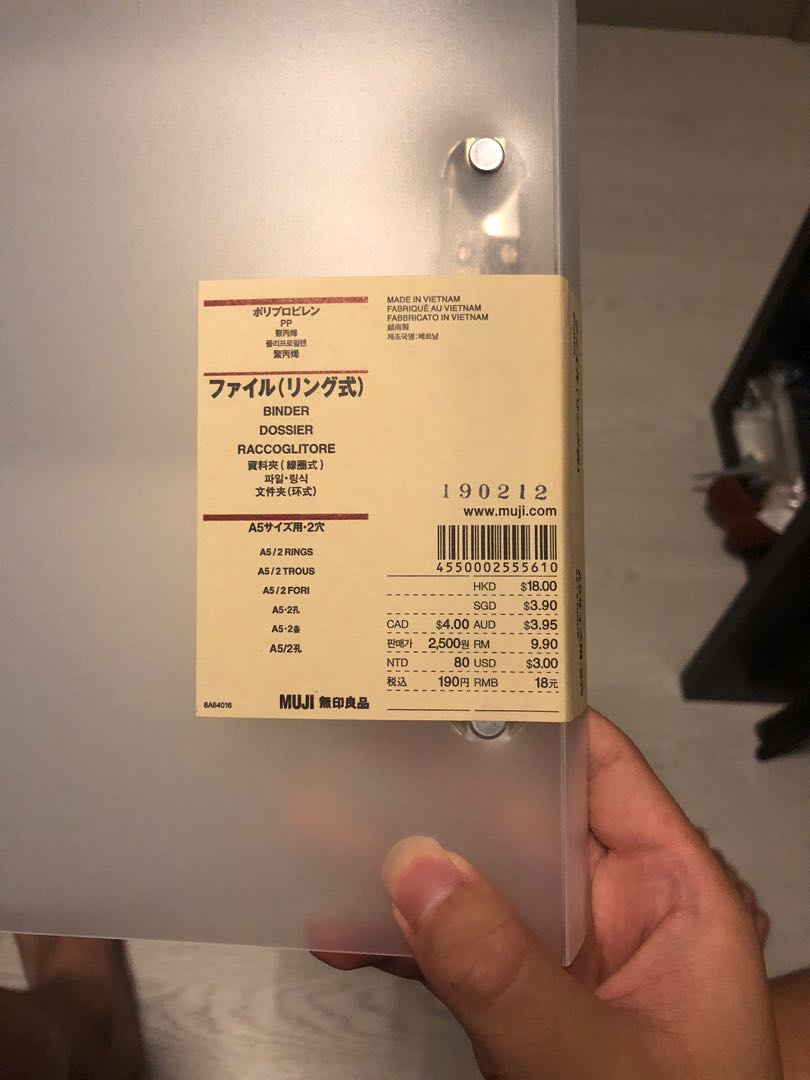 ポリプロピレン
PP
聚丙烯
폴리프로필렌
聚丙烯
ファイル(リング式)
BINDER
DOSSIER
RACCOGLITORE
資料夾(線圈式)
파일·링식
文件夹(环式)
A5サイズ用·2穴
A5/2 RINGS
A5/2 TROUS
A5/2 FORI
A5·2孔
A5·2홀
A5/2孔
8A64016
MUJI 無印良品
MADE IN VIETNAM
FABRIQUÉ AU VIETNAM
FABBRICATO IN VIETNAM
越南製
제조국명:베트남
190212
www.muji.com
4550002555610
HKD $18.00
SGD $3.90
CAD $4.00 AUD $3.95
판매가 2,500원 RM 9.90
NTD 80 USD $3.00
税込 190円 RMB 18元